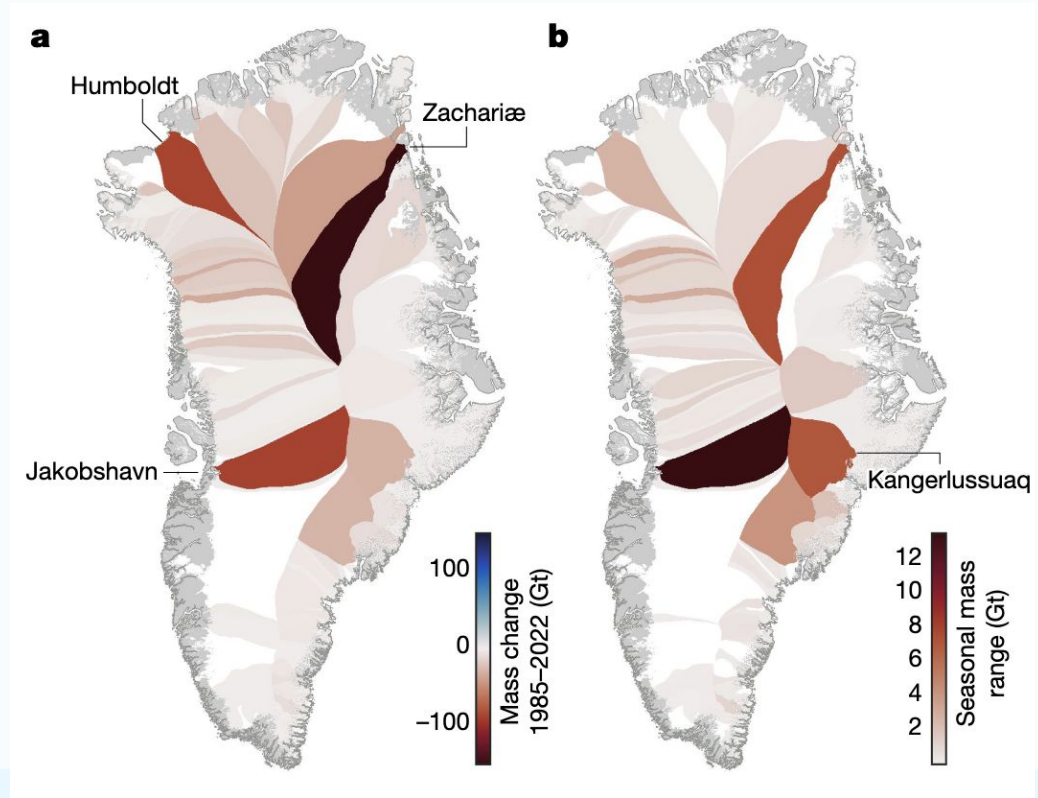 a
b
Humboldt
Zachariæ
Jakobshavn
Kangerlussuaq
100
0
−100
Mass change
1985–2022 (Gt)
12
10
8
6
4
2
Seasonal mass
range (Gt)